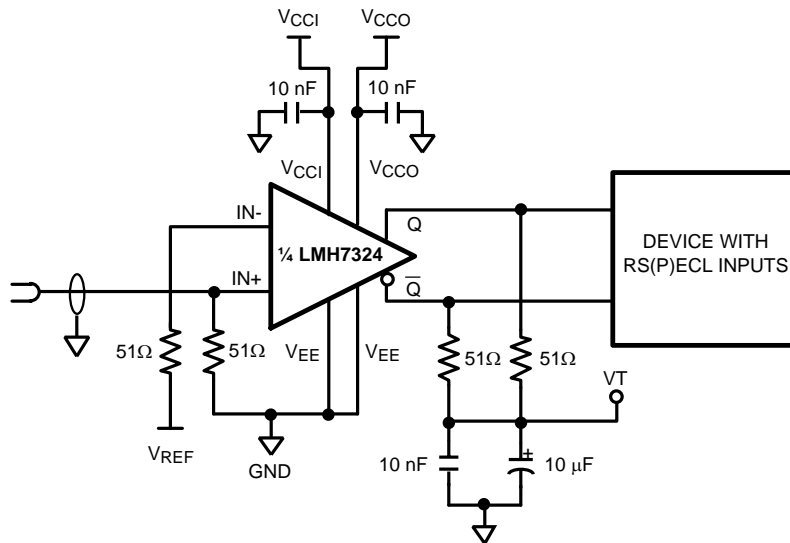 VCCI VCCO
10 nF 10 nF
VCCI VCCO
IN-
Q
¼ LMH7324
DEVICE WITH
RS(P)ECL INPUTS
IN+
Q̅
51Ω 51Ω VEE VEE 51Ω 51Ω
VT
VREF
GND
10 nF + 10 μF